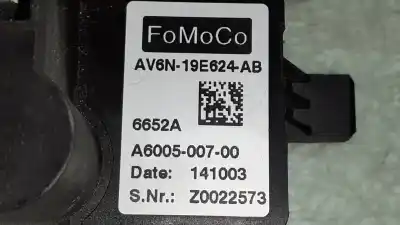 FoMoCo
AV6N-19E624-AB
6652A
A6005-007-00
Date: 141003
S.Nr.: Z0022573